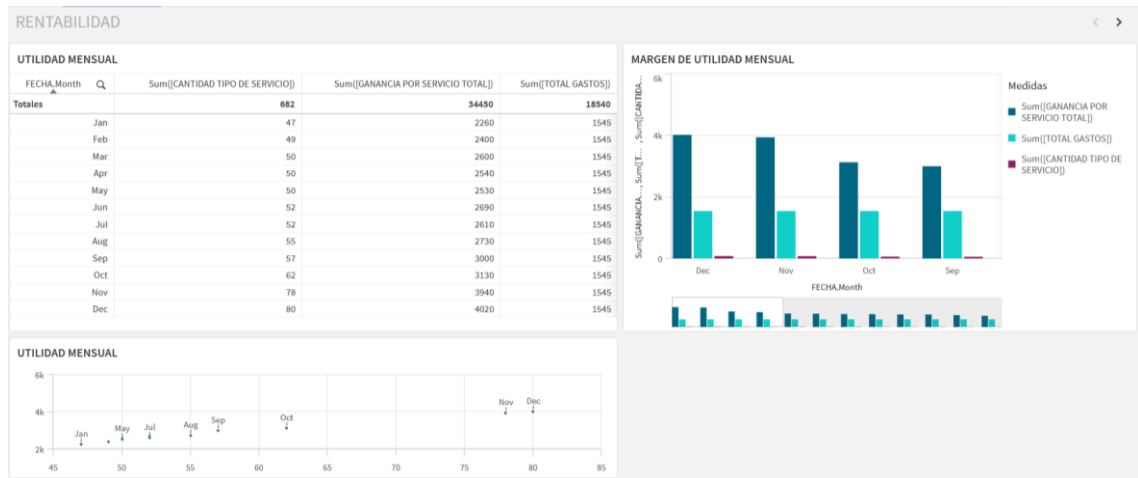 RENTABILIDAD
UTILIDAD MENSUAL
FECHA.Month Sum([CANTIDAD TIPO DE SERVICIO]) Sum([GANANCIA POR SERVICIO TOTAL]) Sum([TOTAL GASTOS])
Totales 682 34450 18540
Jan 47 2260 1545
Feb 49 2400 1545
Mar 50 2600 1545
Apr 50 2540 1545
May 50 2530 1545
Jun 52 2690 1545
Jul 52 2610 1545
Aug 55 2730 1545
Sep 57 3000 1545
Oct 62 3130 1545
Nov 78 3940 1545
Dec 80 4020 1545
MARGEN DE UTILIDAD MENSUAL
Sum([GANANCIA..., Sum([T... ,Sum([CANTIDA...
6k
4k
2k
0
Dec Nov Oct Sep
FECHA.Month
Medidas
Sum([GANANCIA POR
SERVICIO TOTAL])
Sum([TOTAL GASTOS])
Sum([CANTIDAD TIPO DE
SERVICIO])
UTILIDAD MENSUAL
6k
4k
2k
Jan May Jul Aug Sep Oct Nov Dec
45 50 55 60 65 70 75 80 85